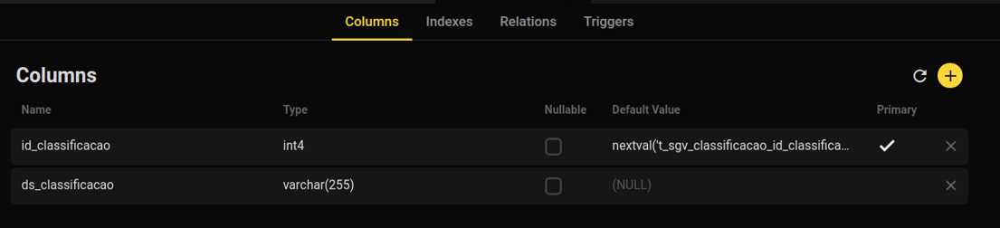 Columns Indexes Relations Triggers
Columns
Name Type Nullable Default Value Primary
id_classificacao int4 nextval('t_sgv_classificacao_id_classifica…
ds_classificacao varchar(255) (NULL)